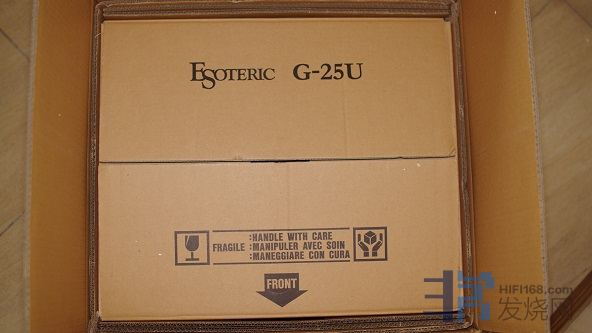 ESOTERIC G-25U
:HANDLE WITH CARE
FRAGILE :MANIPULER AVEC SOIN
:MANEGGIARE CON CURA
FRONT
HIFI168.com
发烧网